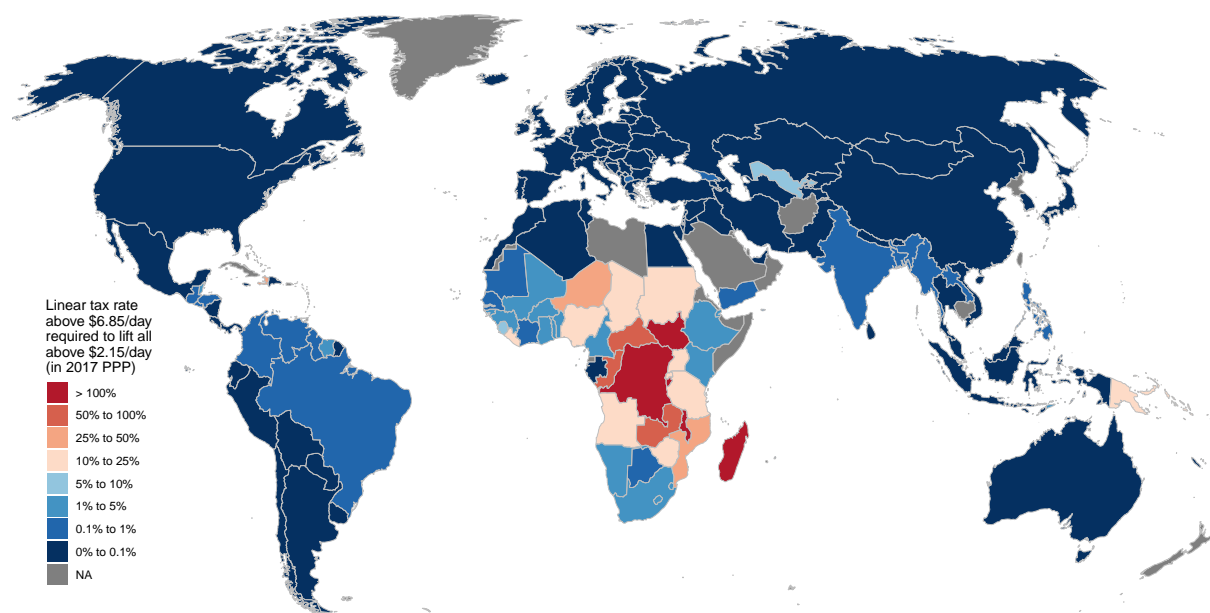 Linear tax rate
above $6.85/day
required to lift all
above $2.15/day
(in 2017 PPP)
> 100%
50% to 100%
25% to 50%
10% to 25%
5% to 10%
1% to 5%
0.1% to 1%
0% to 0.1%
NA